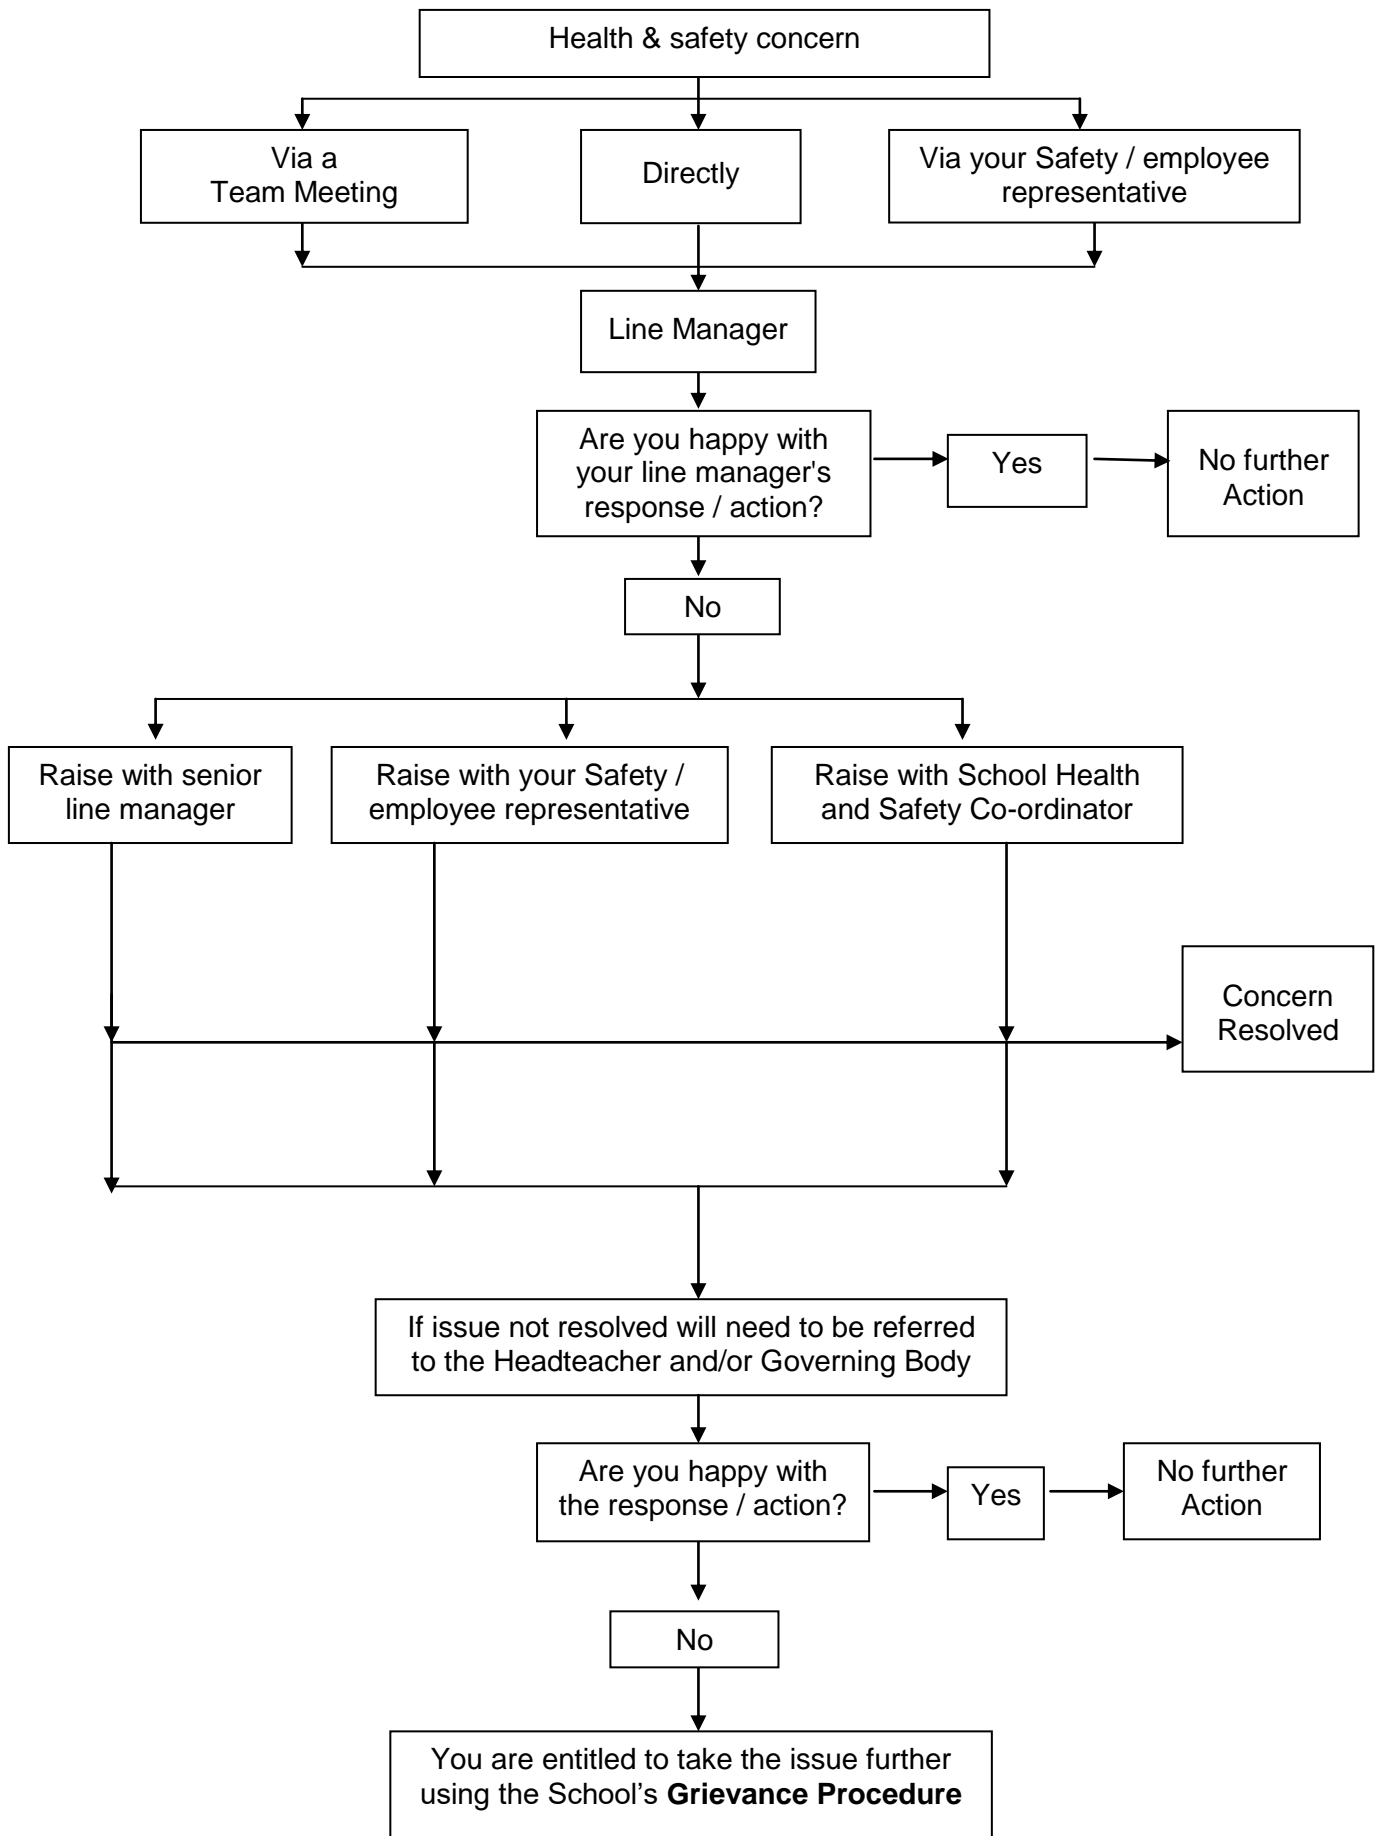 Health & safety concern
Via a
Team Meeting
Directly
Via your Safety / employee
representative
Line Manager
Are you happy with
your line manager's
response / action?
Yes
No further
Action
No
Raise with senior
line manager
Raise with your Safety /
employee representative
Raise with School Health
and Safety Co-ordinator
Concern
Resolved
If issue not resolved will need to be referred
to the Headteacher and/or Governing Body
Are you happy with
the response / action?
Yes
No further
Action
No
You are entitled to take the issue further
using the School’s Grievance Procedure